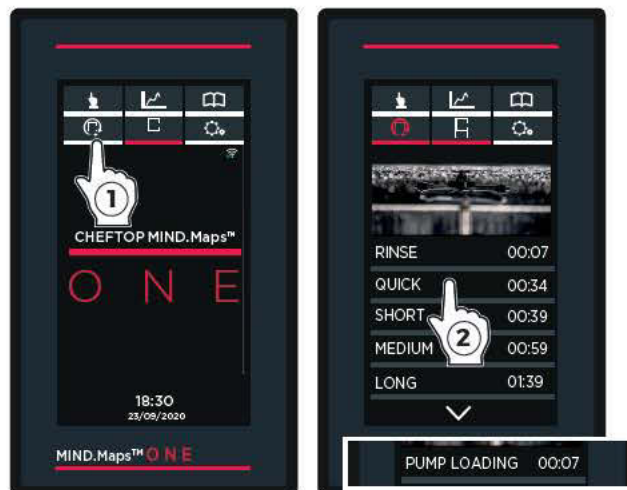 1
CHEFTOP MIND.Maps™
O N E
18:30
23/09/2020
MIND.Maps™ O N E
RINSE 00:07
QUICK 00:34
SHORT 00:39
2
MEDIUM 00:59
LONG 01:39
PUMP LOADING 00:07